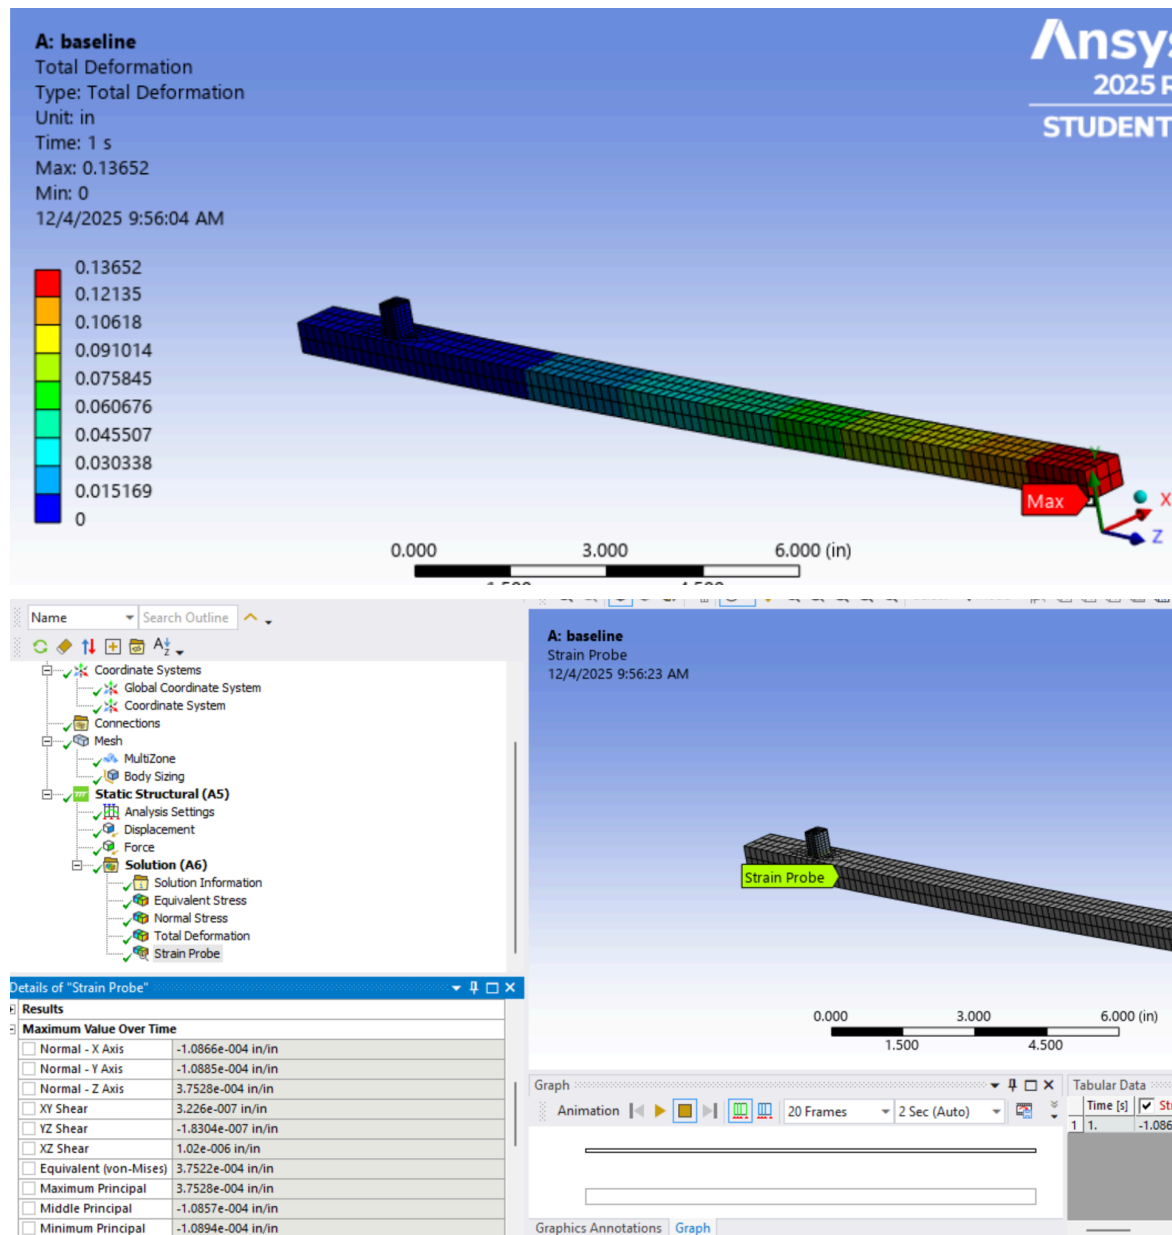 A: baseline
Total Deformation
Type: Total Deformation
Unit: in
Time: 1 s
Max: 0.13652
Min: 0
12/4/2025 9:56:04 AM
Ansys
2025 R
STUDENT
0.13652
0.12135
0.10618
0.091014
0.075845
0.060676
0.045507
0.030338
0.015169
0
Max
Y
X
Z
0.000
3.000
6.000 (in)
Name
Search Outline
Coordinate Systems
Global Coordinate System
Coordinate System
Connections
Mesh
MultiZone
Body Sizing
Static Structural (A5)
Analysis Settings
Displacement
Force
Solution (A6)
Solution Information
Equivalent Stress
Normal Stress
Total Deformation
Strain Probe
Details of "Strain Probe"
Results
Maximum Value Over Time
Normal - X Axis -1.0866e-004 in/in
Normal - Y Axis -1.0885e-004 in/in
Normal - Z Axis 3.7528e-004 in/in
XY Shear 3.226e-007 in/in
YZ Shear -1.8304e-007 in/in
XZ Shear 1.02e-006 in/in
Equivalent (von-Mises) 3.7522e-004 in/in
Maximum Principal 3.7528e-004 in/in
Middle Principal -1.0857e-004 in/in
Minimum Principal -1.0894e-004 in/in
A: baseline
Strain Probe
12/4/2025 9:56:23 AM
Strain Probe
0.000
3.000
6.000 (in)
1.500
4.500
Graph
Animation
20 Frames
2 Sec (Auto)
Graphics Annotations
Graph
Tabular Data
Time [s] Str
1 1. -1.086